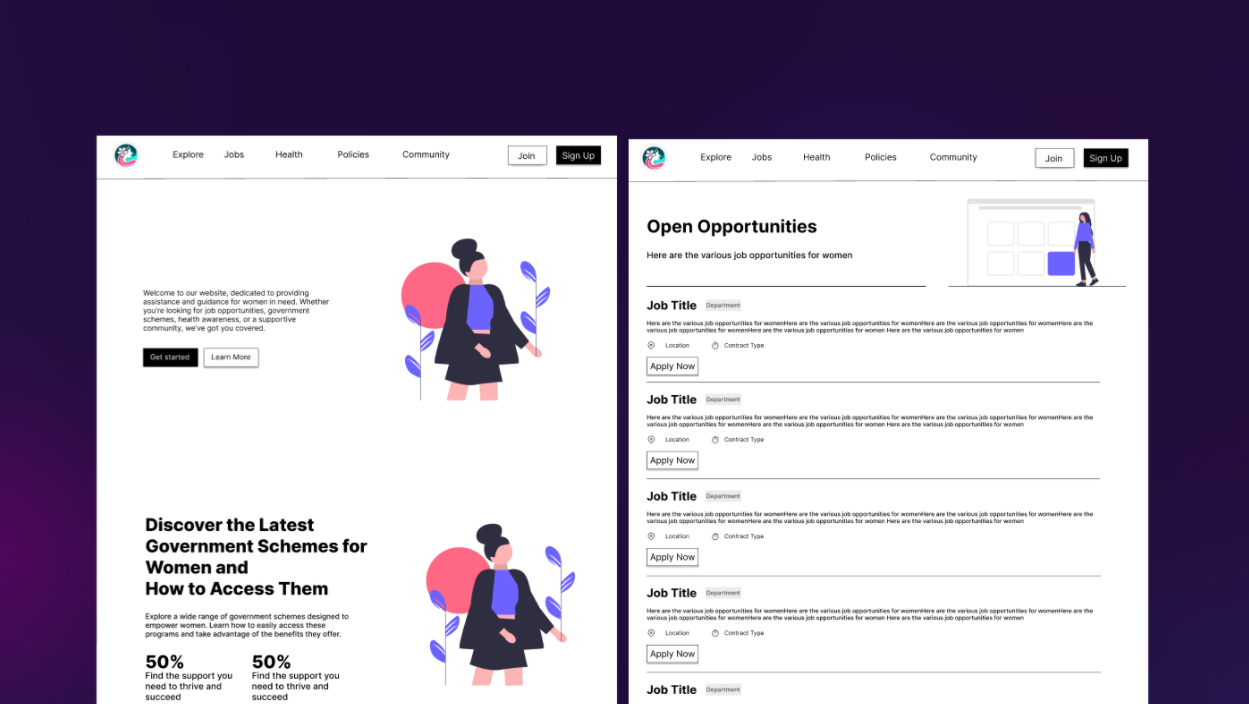 Explore Jobs Health Policies Community Join Sign Up
Welcome to our website, dedicated to providing
assistance and guidance for women in need. Whether
you're looking for job opportunities, government
schemes, health awareness, or a supportive
community, we've got you covered.
Get started Learn More
Discover the Latest
Government Schemes for
Women and
How to Access Them
Explore a wide range of government schemes designed to
empower women. Learn how to easily access these
programs and take advantage of the benefits they offer.
50% 50%
Find the support you Find the support you
need to thrive and need to thrive and
succeed succeed
Explore Jobs Health Policies Community Join Sign Up
Open Opportunities
Here are the various job opportunities for women
Job Title Department
Here are the various job opportunities for womenHere are the various job opportunities for womenHere are the various job opportunities for womenHere are the
various job opportunities for womenHere are the various job opportunities for women Here are the various job opportunities for women
Location Contract Type
Apply Now
Job Title Department
Here are the various job opportunities for womenHere are the various job opportunities for womenHere are the various job opportunities for womenHere are the
various job opportunities for womenHere are the various job opportunities for women Here are the various job opportunities for women
Location Contract Type
Apply Now
Job Title Department
Here are the various job opportunities for womenHere are the various job opportunities for womenHere are the various job opportunities for womenHere are the
various job opportunities for womenHere are the various job opportunities for women Here are the various job opportunities for women
Location Contract Type
Apply Now
Job Title Department
Here are the various job opportunities for womenHere are the various job opportunities for womenHere are the various job opportunities for womenHere are the
various job opportunities for womenHere are the various job opportunities for women Here are the various job opportunities for women
Location Contract Type
Apply Now
Job Title Department